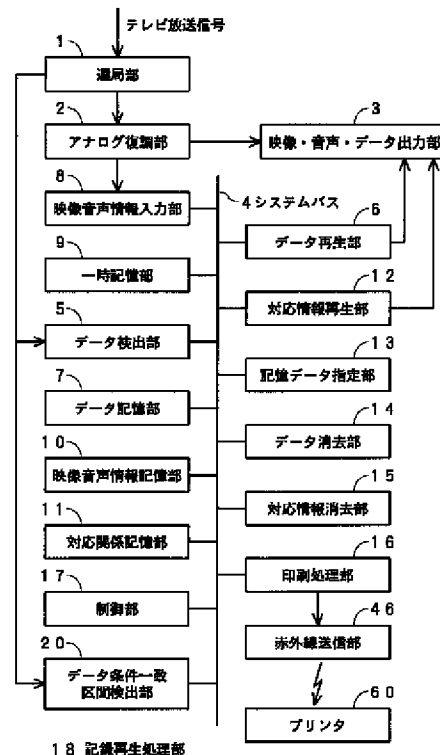 テレビ放送信号
1
選局部
2
アナログ復調部
3
映像・音声・データ出力部
8
映像音声情報入力部
4 システムバス
6
データ再生部
9
一時記憶部
12
対応情報再生部
5
データ検出部
13
記憶データ指定部
7
データ記憶部
14
データ消去部
10
映像音声情報記憶部
15
対応情報消去部
11
対応関係記憶部
16
印刷処理部
17
制御部
46
赤外線送信部
20
データ条件一致
区間検出部
60
プリンタ
18 記録再生処理部